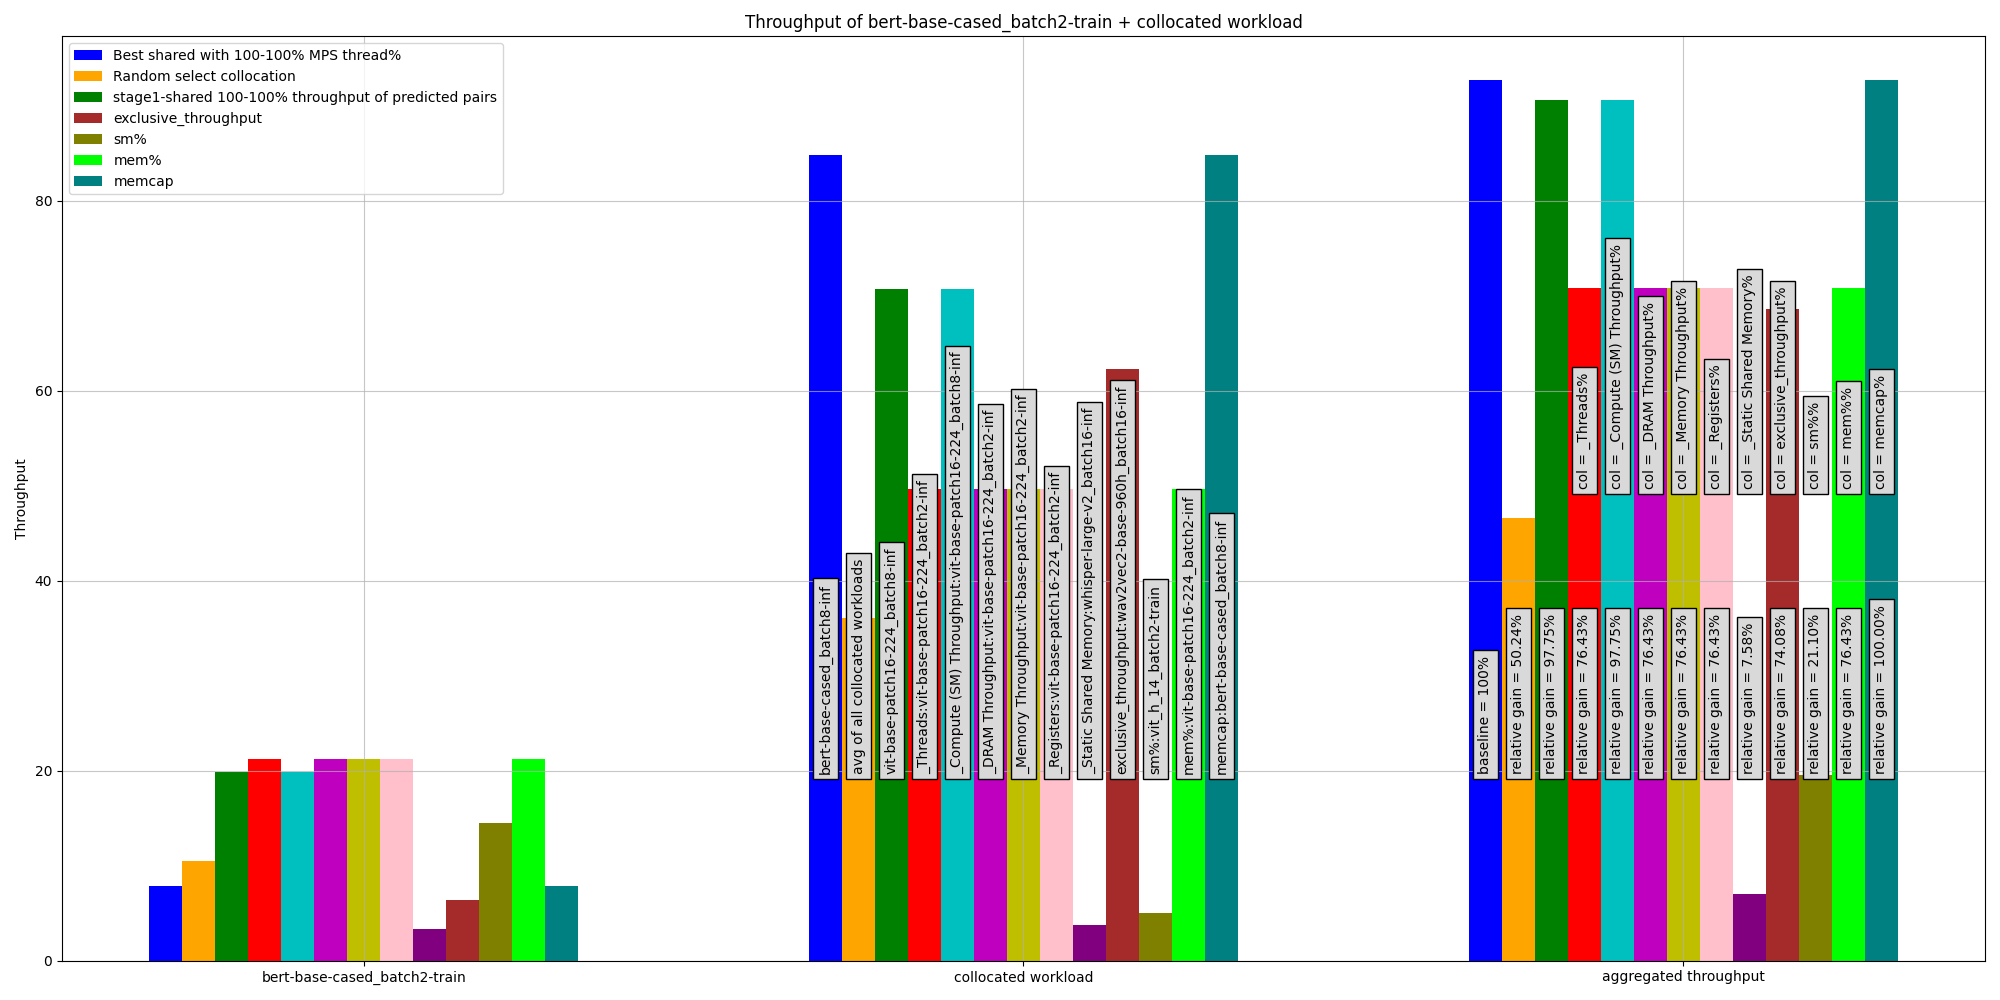 Throughput of bert-base-cased_batch2-train + collocated workload
Best shared with 100-100% MPS thread%
Random select collocation
stage1-shared 100-100% throughput of predicted pairs
exclusive_throughput
sm%
mem%
memcap
Throughput
80
60
40
20
0
bert-base-cased_batch8-inf
avg of all collocated workloads
vit-base-patch16-224_batch8-inf
_Threads:vit-base-patch16-224_batch2-inf
_Compute (SM) Throughput:vit-base-patch16-224_batch8-inf
_DRAM Throughput:vit-base-patch16-224_batch2-inf
_Memory Throughput:vit-base-patch16-224_batch2-inf
_Registers:vit-base-patch16-224_batch2-inf
_Static Shared Memory:whisper-large-v2_batch16-inf
exclusive_throughput:wav2vec2-base-960h_batch16-inf
sm%:vit_h_14_batch2-train
mem%:vit-base-patch16-224_batch2-inf
memcap:bert-base-cased_batch8-inf
col = _Threads%
col = _Compute (SM) Throughput%
col = _DRAM Throughput%
col = _Memory Throughput%
col = _Registers%
col = _Static Shared Memory%
col = exclusive_throughput%
col = sm%%
col = mem%%
col = memcap%
baseline = 100%
relative gain = 50.24%
relative gain = 97.75%
relative gain = 76.43%
relative gain = 97.75%
relative gain = 76.43%
relative gain = 76.43%
relative gain = 76.43%
relative gain = 7.58%
relative gain = 74.08%
relative gain = 21.10%
relative gain = 76.43%
relative gain = 100.00%
bert-base-cased_batch2-train
collocated workload
aggregated throughput